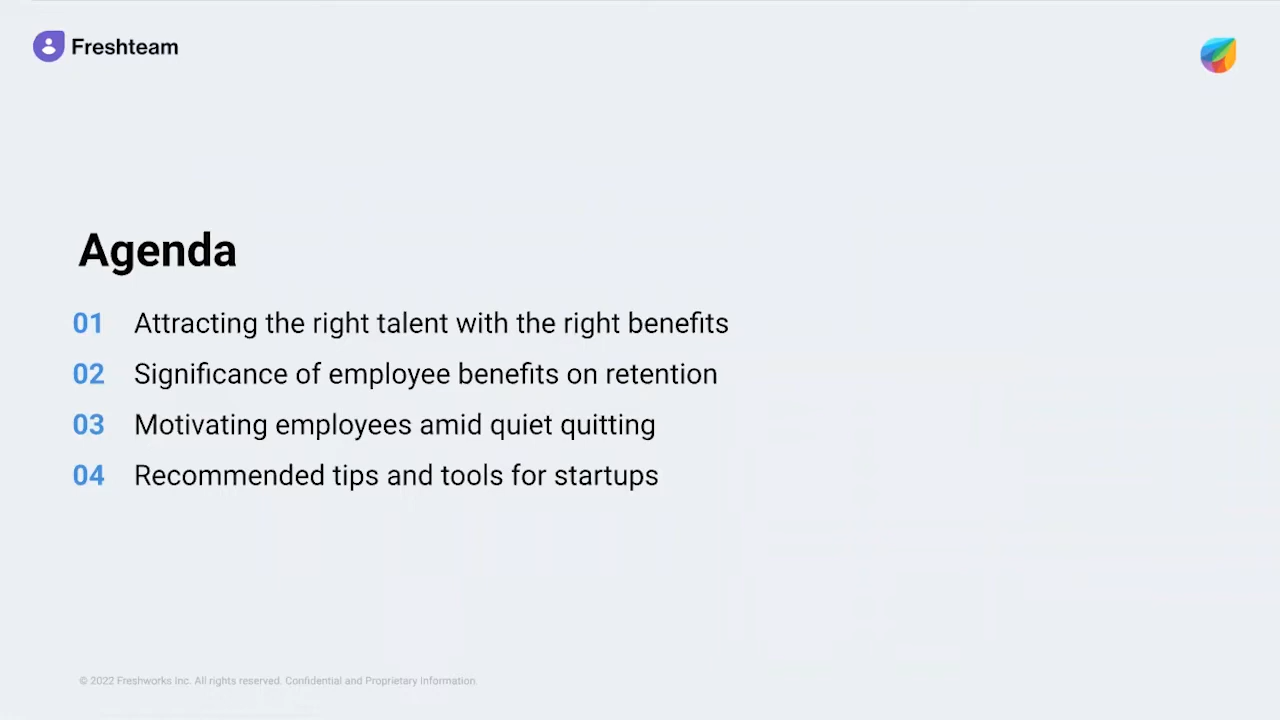 Freshteam
Agenda
01 Attracting the right talent with the right benefits
02 Significance of employee benefits on retention
03 Motivating employees amid quiet quitting
04 Recommended tips and tools for startups
© 2022 Freshworks Inc. All rights reserved. Confidential and Proprietary Information